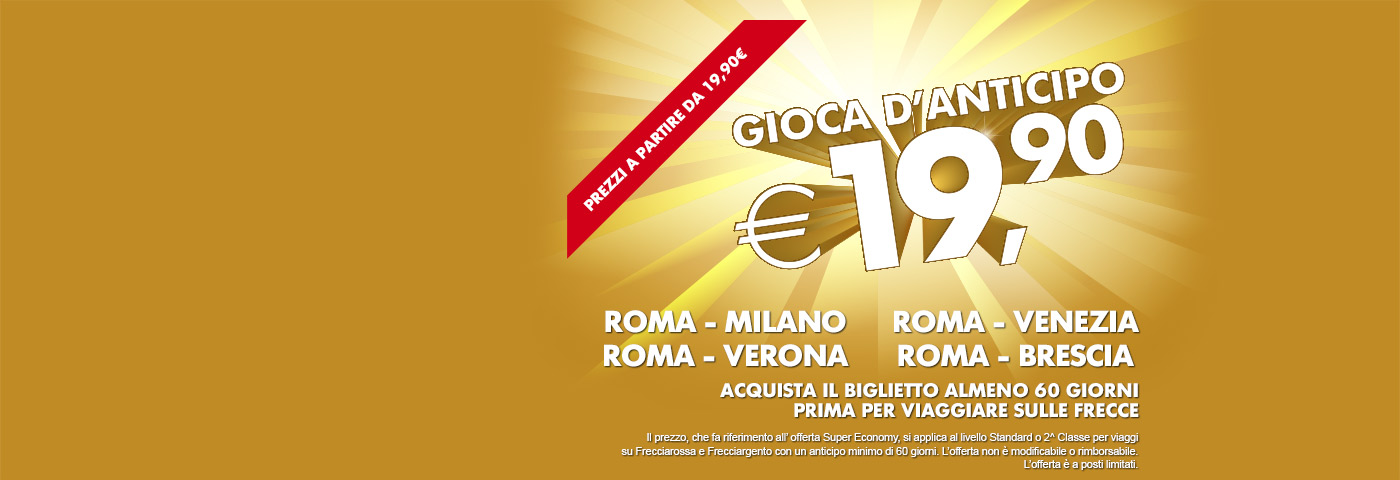 PREZZI A PARTIRE DA 19,90€
GIOCA D'ANTICIPO
€ 19,90
ROMA - MILANO ROMA - VENEZIA
ROMA - VERONA ROMA - BRESCIA
ACQUISTA IL BIGLIETTO ALMENO 60 GIORNI
PRIMA PER VIAGGIARE SULLE FRECCE
Il prezzo, che fa riferimento all' offerta Super Economy, si applica al livello Standard o 2^ Classe per viaggi
su Frecciarossa e Frecciargento con un anticipo minimo di 60 giorni. L'offerta non è modificabile o rimborsabile.
L'offerta è a posti limitati.